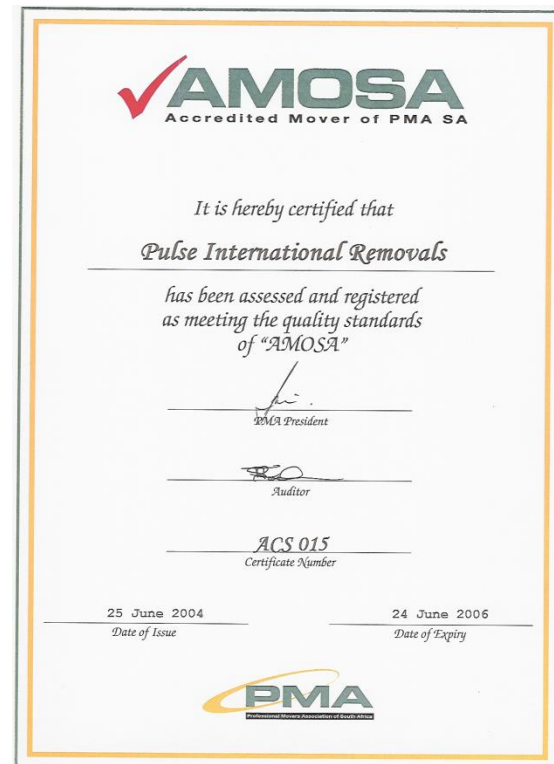 AMOSA
Accredited Mover of PMA SA
It is hereby certified that
Pulse International Removals
has been assessed and registered
as meeting the quality standards
of "AMOSA"
PMA President
Auditor
ACS 015
Certificate Number
25 June 2004
Date of Issue
24 June 2006
Date of Expiry
PMA
Professional Movers Association of South Africa